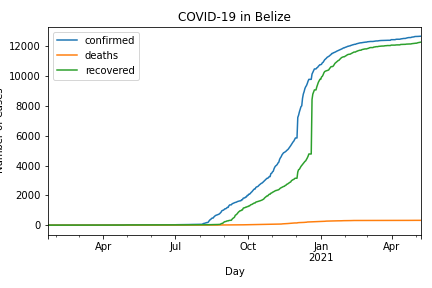 COVID-19 in Belize
confirmed
deaths
recovered
12000
10000
8000
6000
4000
2000
0
Apr
Jul
Oct
Jan
2021
Apr
Day